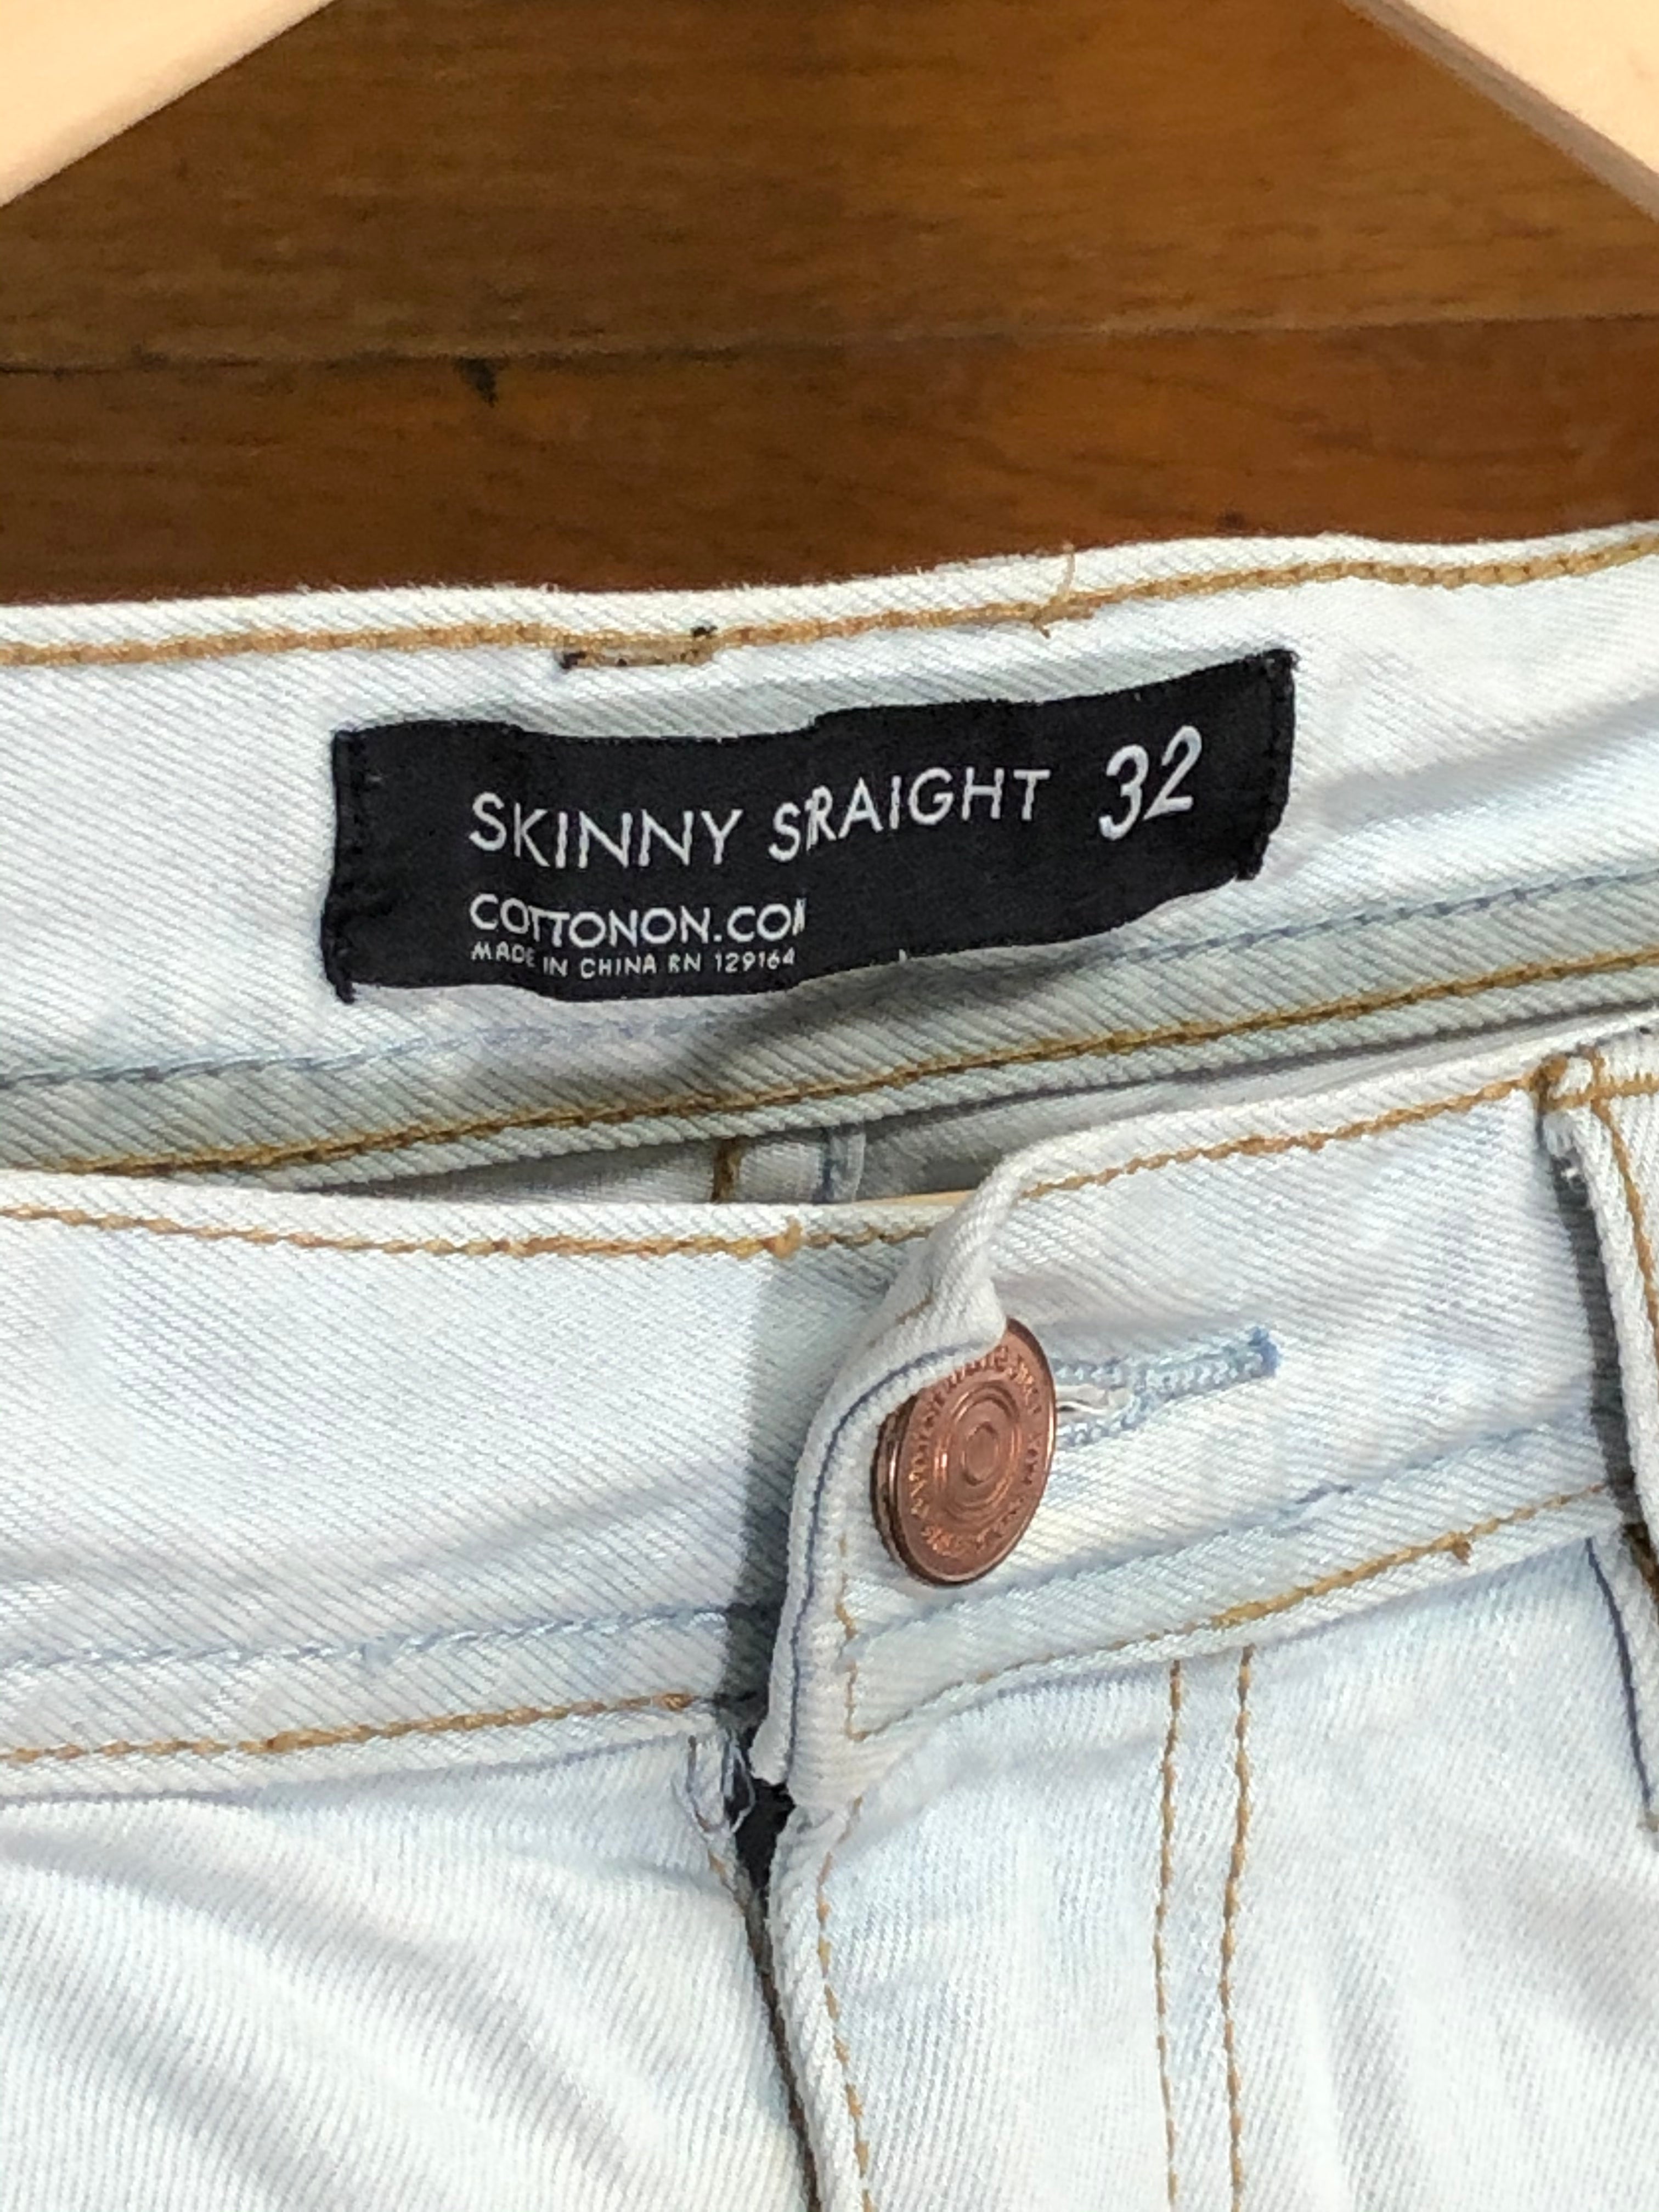 SKINNY SRAIGHT 32
COTTONON.COM
MADE IN CHINA RN 129164